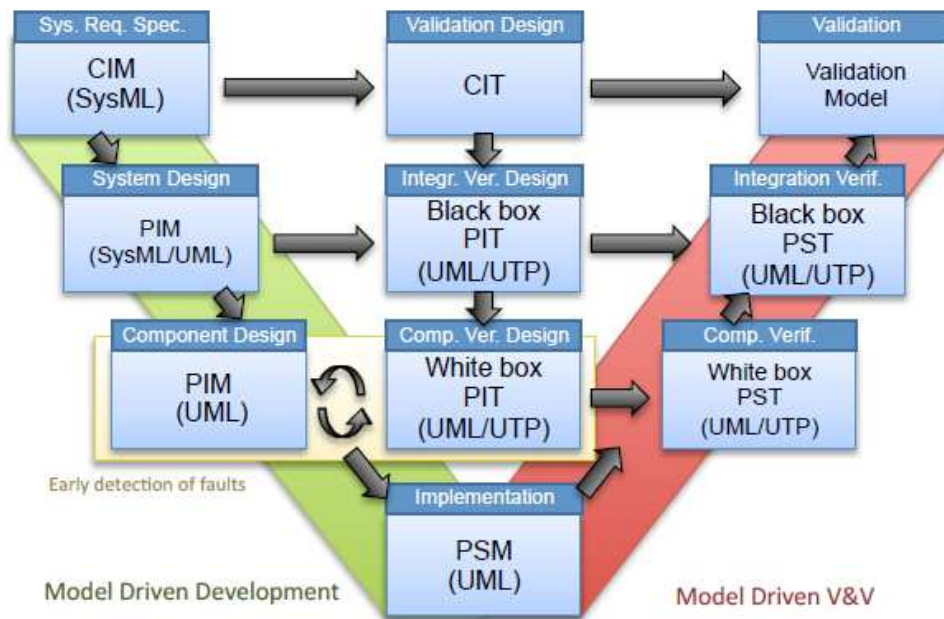 Sys. Req. Spec.
CIM
(SysML)
Validation Design
CIT
Validation
Validation
Model
System Design
PIM
(SysML/UML)
Integr. Ver. Design
Black box
PIT
(UML/UTP)
Integration Verif.
Black box
PST
(UML/UTP)
Component Design
PIM
(UML)
Comp. Ver. Design
White box
PIT
(UML/UTP)
Comp. Verif.
White box
PST
(UML/UTP)
Early detection of faults
Implementation
PSM
(UML)
Model Driven Development
Model Driven V&V